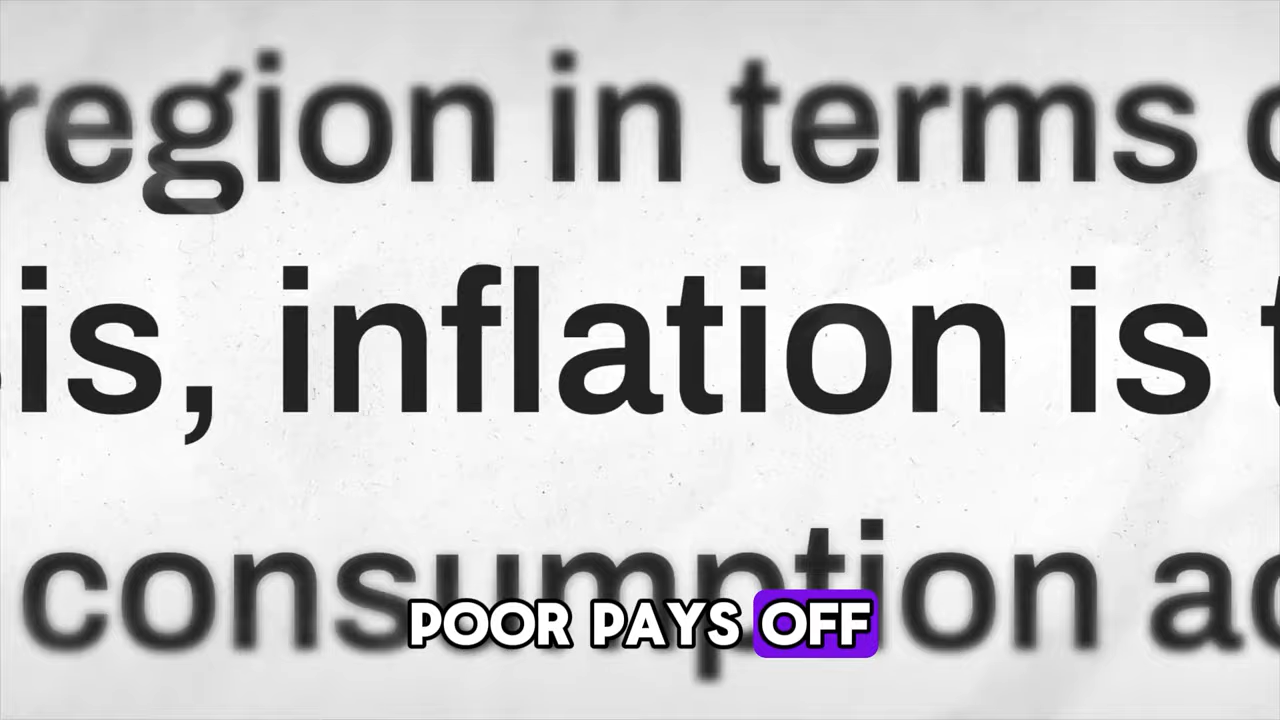 region in terms
is, inflation is
consumption
POOR PAYS OFF